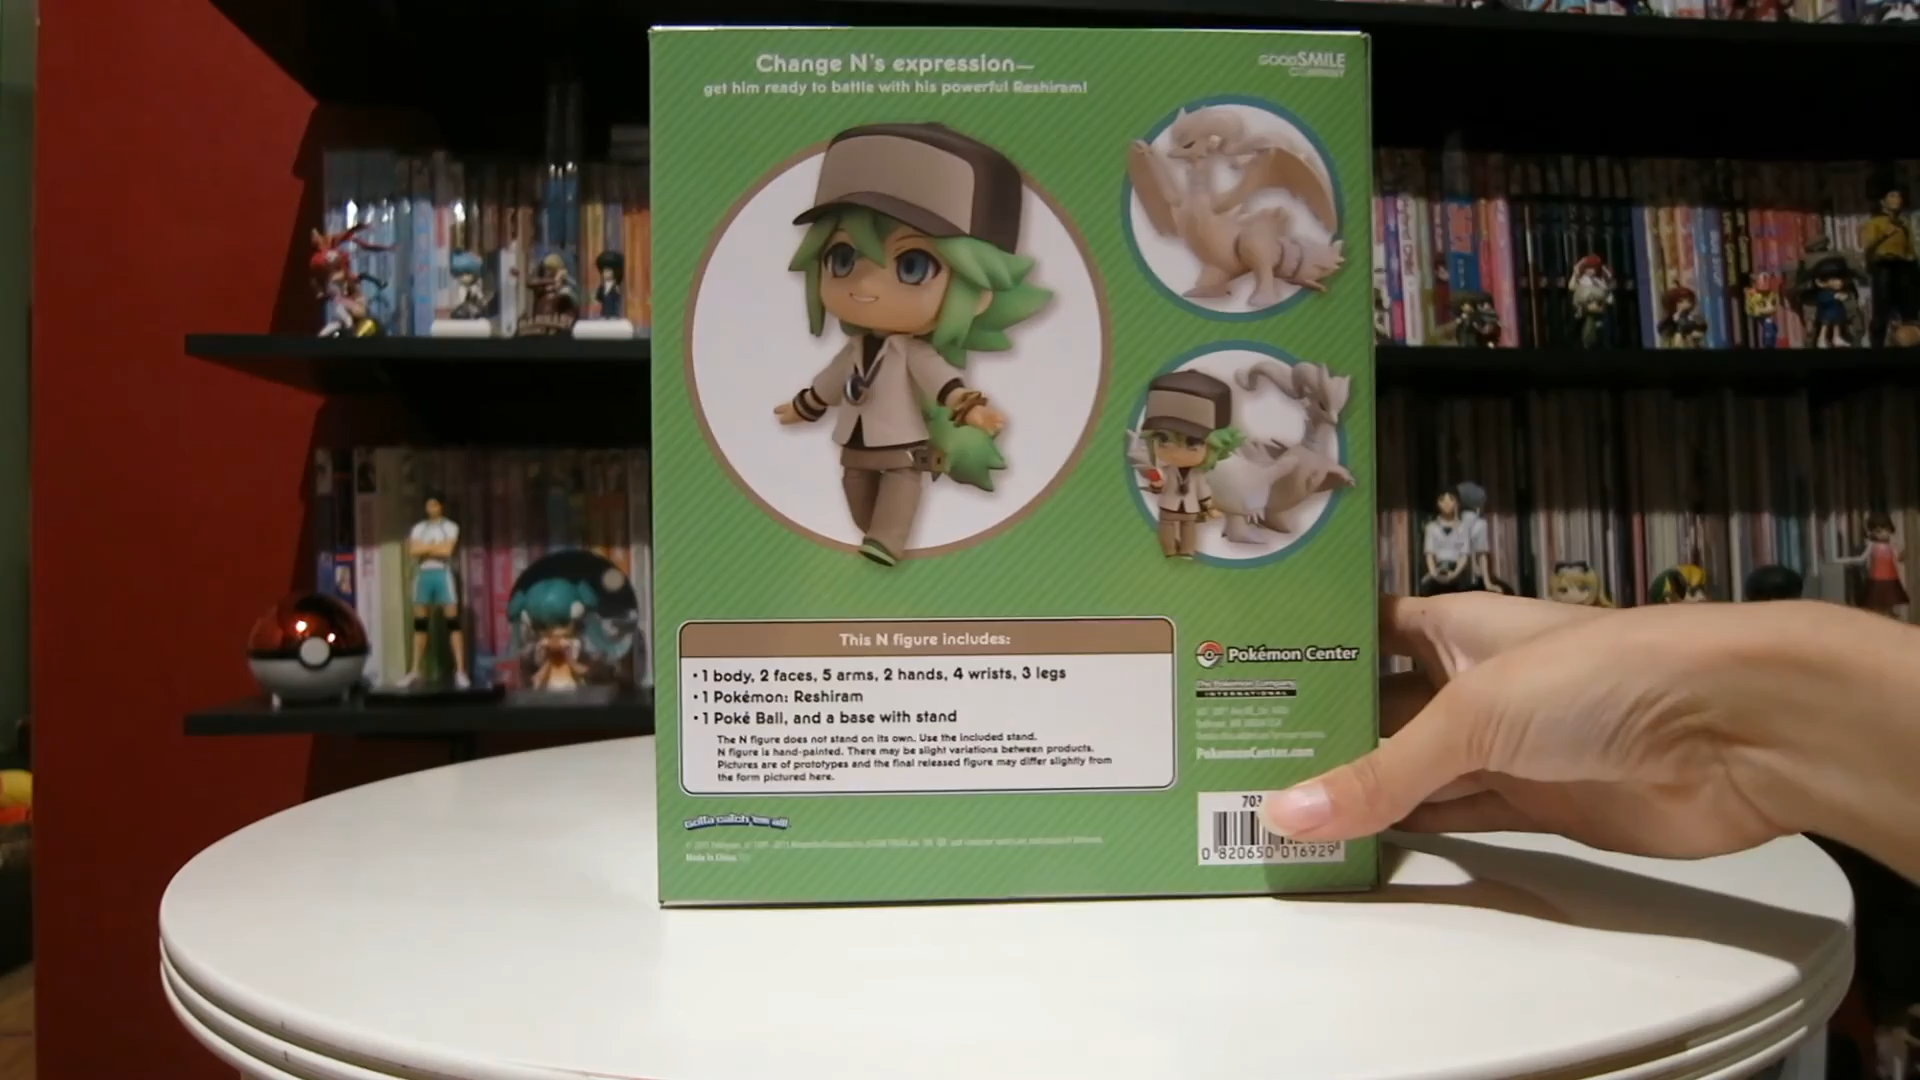 Change N's expression—
get him ready to battle with his powerful Reshiram!
GOODSMILE
COMPANY
This N figure includes:
• 1 body, 2 faces, 5 arms, 2 hands, 4 wrists, 3 legs
• 1 Pokémon: Reshiram
• 1 Poké Ball, and a base with stand
The N figure does not stand on its own. Use the included stand.
N figure is hand-painted. There may be slight variations between products.
Pictures are of prototypes and the final released figure may differ slightly from
the form pictured here.
Pokémon Center
The Pokémon Company
INTERNATIONAL
PokemonCenter.com
703
0 820650 016929
Gotta catch 'em all!
Made in China